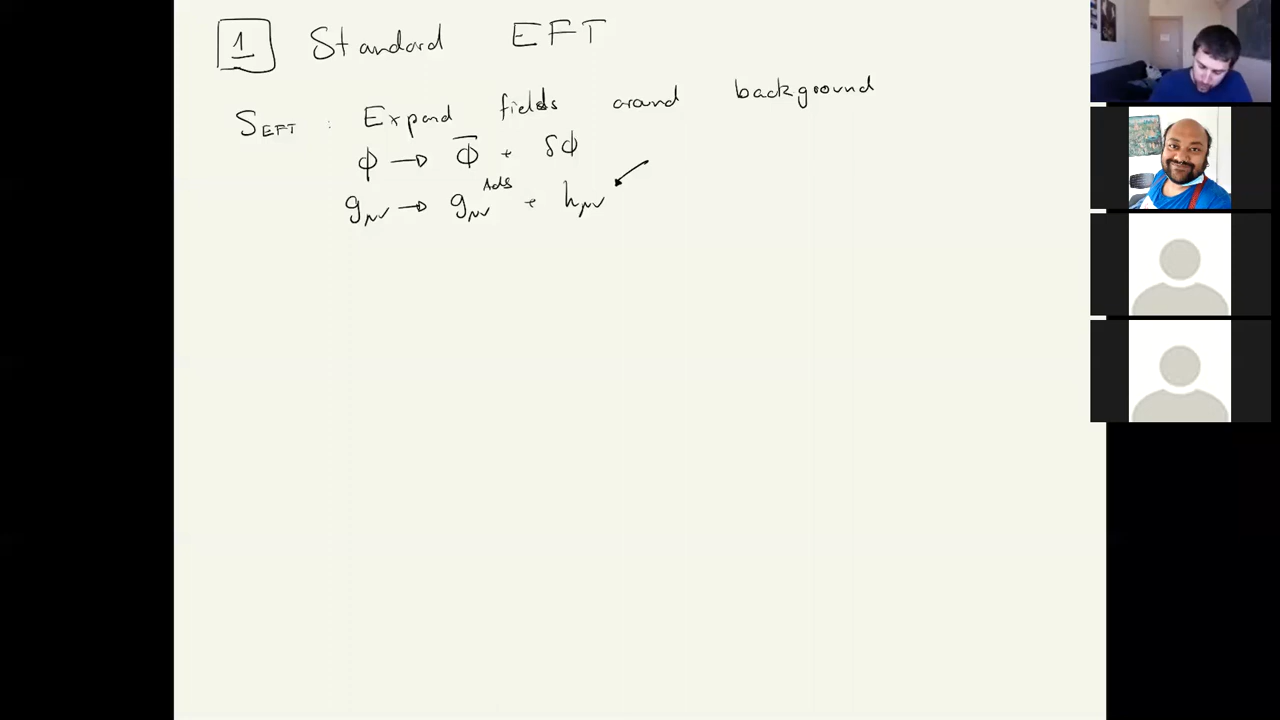 1 Standard EFT
S_EFT : Expand fields around background
ϕ → ϕ̅ + δϕ
g_μν → g_μν^AdS + h_μν